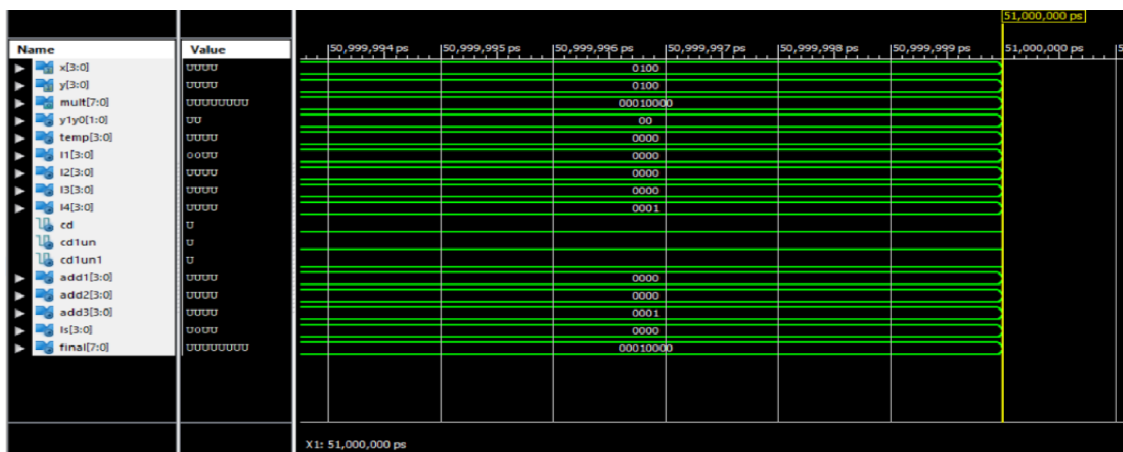 51,000,000 ps
Name Value 50,999,994 ps 50,999,995 ps 50,999,996 ps 50,999,997 ps 50,999,998 ps 50,999,999 ps 51,000,000 ps 5
x[3:0] UUUU 0100
y[3:0] UUUU 0100
mult[7:0] UUUUUUUU 00010000
y1y0[1:0] UU 00
temp[3:0] UUUU 0000
l1[3:0] 00UU 0000
l2[3:0] UUUU 0000
l3[3:0] UUUU 0000
l4[3:0] UUUU 0001
cd U
cd1un U
cd1un1 U
add1[3:0] UUUU 0000
add2[3:0] UUUU 0000
add3[3:0] UUUU 0001
ls[3:0] U0UU 0000
final[7:0] UUUUUUUU 00010000
X1: 51,000,000 ps